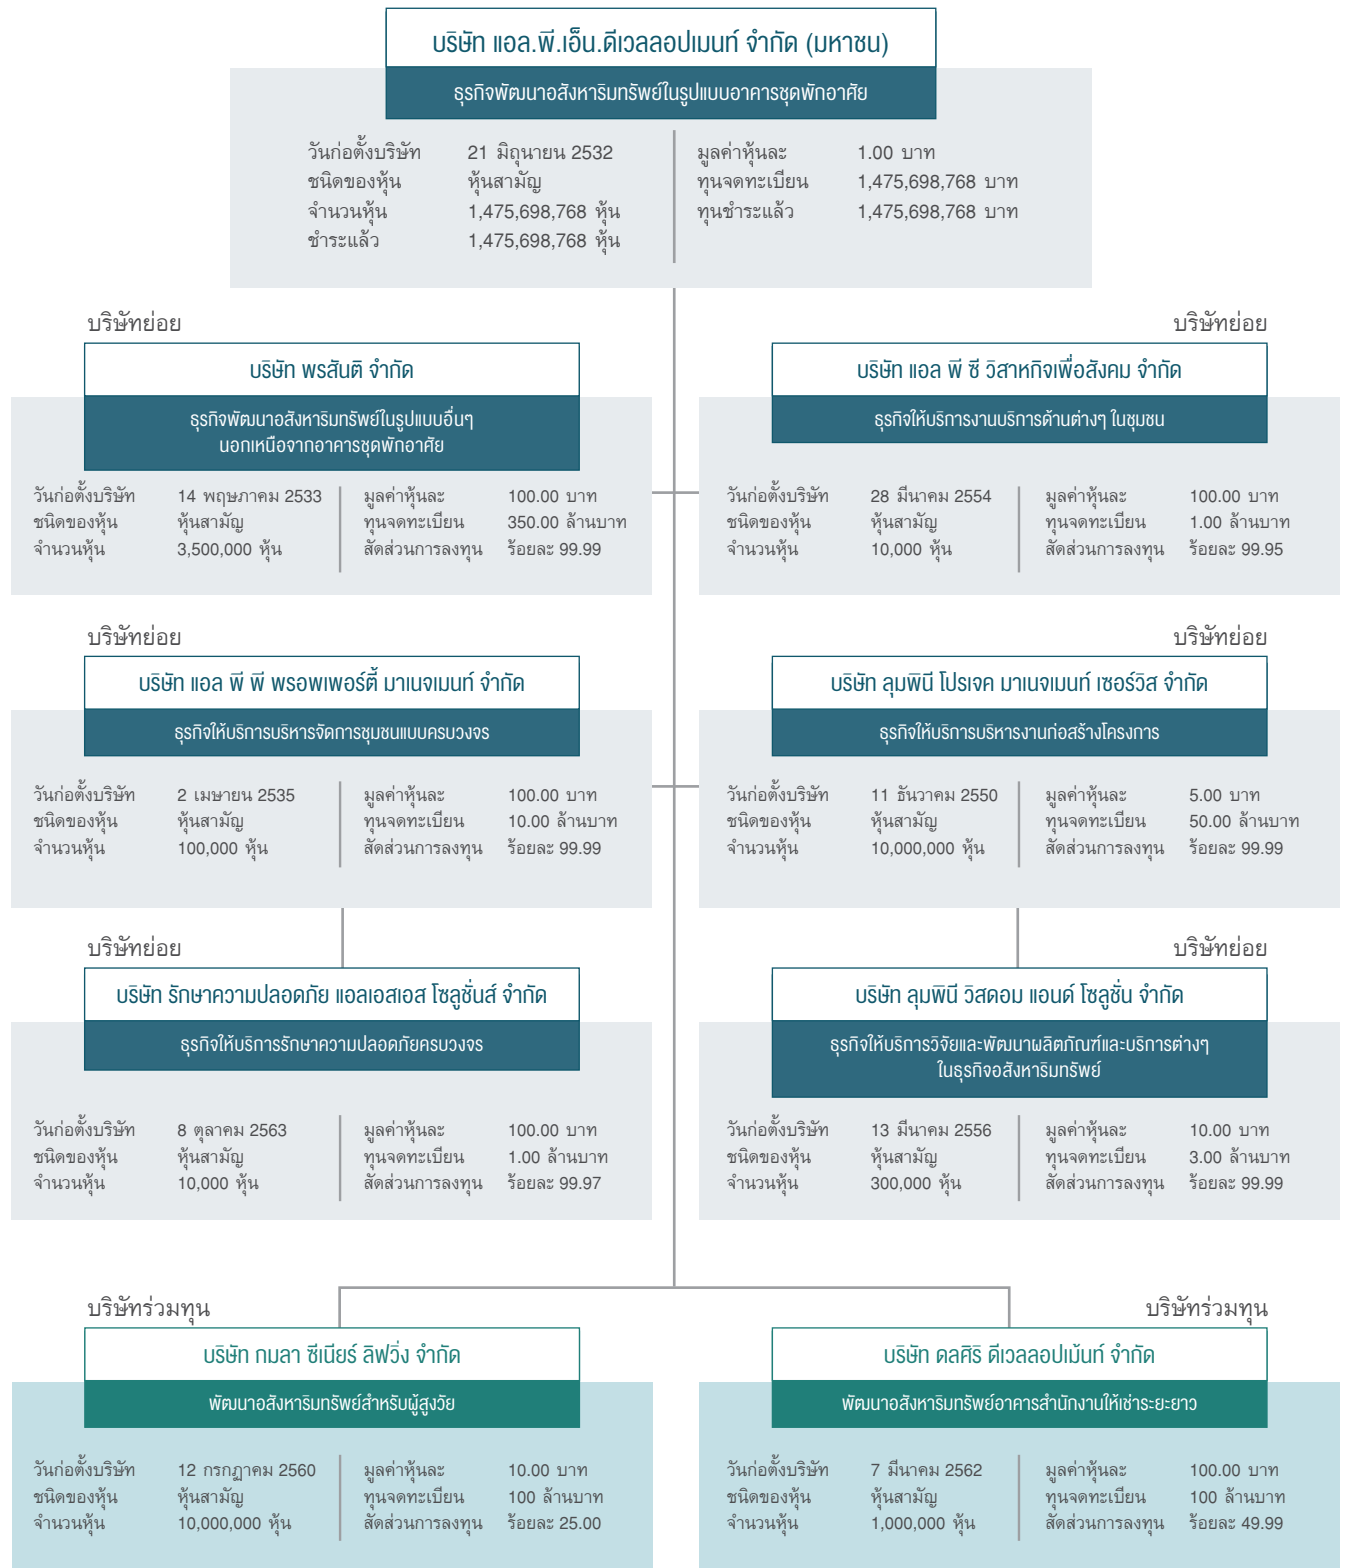 บริษัท แอล.พี.เอ็น.ดีเวลลอปเมนท์ จำกัด (มหาชน)
ธุรกิจพัฒนาอสังหาริมทรัพย์ในรูปแบบอาคารชุดพักอาศัย
วันก่อตั้งบริษัท 21 มิถุนายน 2532 มูลค่าหุ้นละ 1.00 บาท
ชนิดของหุ้น หุ้นสามัญ ทุนจดทะเบียน 1,475,698,768 บาท
จำนวนหุ้น 1,475,698,768 หุ้น ทุนชำระแล้ว 1,475,698,768 บาท
ชำระแล้ว 1,475,698,768 หุ้น
บริษัทย่อย
บริษัท พรสันติ จำกัด
ธุรกิจพัฒนาอสังหาริมทรัพย์ในรูปแบบอื่นๆ
นอกเหนือจากอาคารชุดพักอาศัย
วันก่อตั้งบริษัท 14 พฤษภาคม 2533 มูลค่าหุ้นละ 100.00 บาท
ชนิดของหุ้น หุ้นสามัญ ทุนจดทะเบียน 350.00 ล้านบาท
จำนวนหุ้น 3,500,000 หุ้น สัดส่วนการลงทุน ร้อยละ 99.99
บริษัทย่อย
บริษัท แอล พี ซี วิสาหกิจเพื่อสังคม จำกัด
ธุรกิจให้บริการงานบริการด้านต่างๆ ในชุมชน
วันก่อตั้งบริษัท 28 มีนาคม 2554 มูลค่าหุ้นละ 100.00 บาท
ชนิดของหุ้น หุ้นสามัญ ทุนจดทะเบียน 1.00 ล้านบาท
จำนวนหุ้น 10,000 หุ้น สัดส่วนการลงทุน ร้อยละ 99.95
บริษัทย่อย
บริษัท แอล พี พี พรอพเพอร์ตี้ มาเนจเมนท์ จำกัด
ธุรกิจให้บริการบริหารจัดการชุมชนแบบครบวงจร
วันก่อตั้งบริษัท 2 เมษายน 2535 มูลค่าหุ้นละ 100.00 บาท
ชนิดของหุ้น หุ้นสามัญ ทุนจดทะเบียน 10.00 ล้านบาท
จำนวนหุ้น 100,000 หุ้น สัดส่วนการลงทุน ร้อยละ 99.99
บริษัทย่อย
บริษัท ลุมพินี โปรเจค มาเนจเมนท์ เซอร์วิส จำกัด
ธุรกิจให้บริการบริหารงานก่อสร้างโครงการ
วันก่อตั้งบริษัท 11 ธันวาคม 2550 มูลค่าหุ้นละ 5.00 บาท
ชนิดของหุ้น หุ้นสามัญ ทุนจดทะเบียน 50.00 ล้านบาท
จำนวนหุ้น 10,000,000 หุ้น สัดส่วนการลงทุน ร้อยละ 99.99
บริษัทย่อย
บริษัท รักษาความปลอดภัย แอลเอสเอส โซลูชั่นส์ จำกัด
ธุรกิจให้บริการรักษาความปลอดภัยครบวงจร
วันก่อตั้งบริษัท 8 ตุลาคม 2563 มูลค่าหุ้นละ 100.00 บาท
ชนิดของหุ้น หุ้นสามัญ ทุนจดทะเบียน 1.00 ล้านบาท
จำนวนหุ้น 10,000 หุ้น สัดส่วนการลงทุน ร้อยละ 99.97
บริษัทย่อย
บริษัท ลุมพินี วิสดอม แอนด์ โซลูชั่น จำกัด
ธุรกิจให้บริการวิจัยและพัฒนาผลิตภัณฑ์และบริการต่างๆ
ในธุรกิจอสังหาริมทรัพย์
วันก่อตั้งบริษัท 13 มีนาคม 2556 มูลค่าหุ้นละ 10.00 บาท
ชนิดของหุ้น หุ้นสามัญ ทุนจดทะเบียน 3.00 ล้านบาท
จำนวนหุ้น 300,000 หุ้น สัดส่วนการลงทุน ร้อยละ 99.99
บริษัทร่วมทุน
บริษัท กมลา ซีเนียร์ ลิฟวิ่ง จำกัด
พัฒนาอสังหาริมทรัพย์สำหรับผู้สูงวัย
วันก่อตั้งบริษัท 12 กรกฎาคม 2560 มูลค่าหุ้นละ 10.00 บาท
ชนิดของหุ้น หุ้นสามัญ ทุนจดทะเบียน 100 ล้านบาท
จำนวนหุ้น 10,000,000 หุ้น สัดส่วนการลงทุน ร้อยละ 25.00
บริษัทร่วมทุน
บริษัท ดลศิริ ดีเวลลอปเม้นท์ จำกัด
พัฒนาอสังหาริมทรัพย์อาคารสำนักงานให้เช่าระยะยาว
วันก่อตั้งบริษัท 7 มีนาคม 2562 มูลค่าหุ้นละ 100.00 บาท
ชนิดของหุ้น หุ้นสามัญ ทุนจดทะเบียน 100 ล้านบาท
จำนวนหุ้น 1,000,000 หุ้น สัดส่วนการลงทุน ร้อยละ 49.99